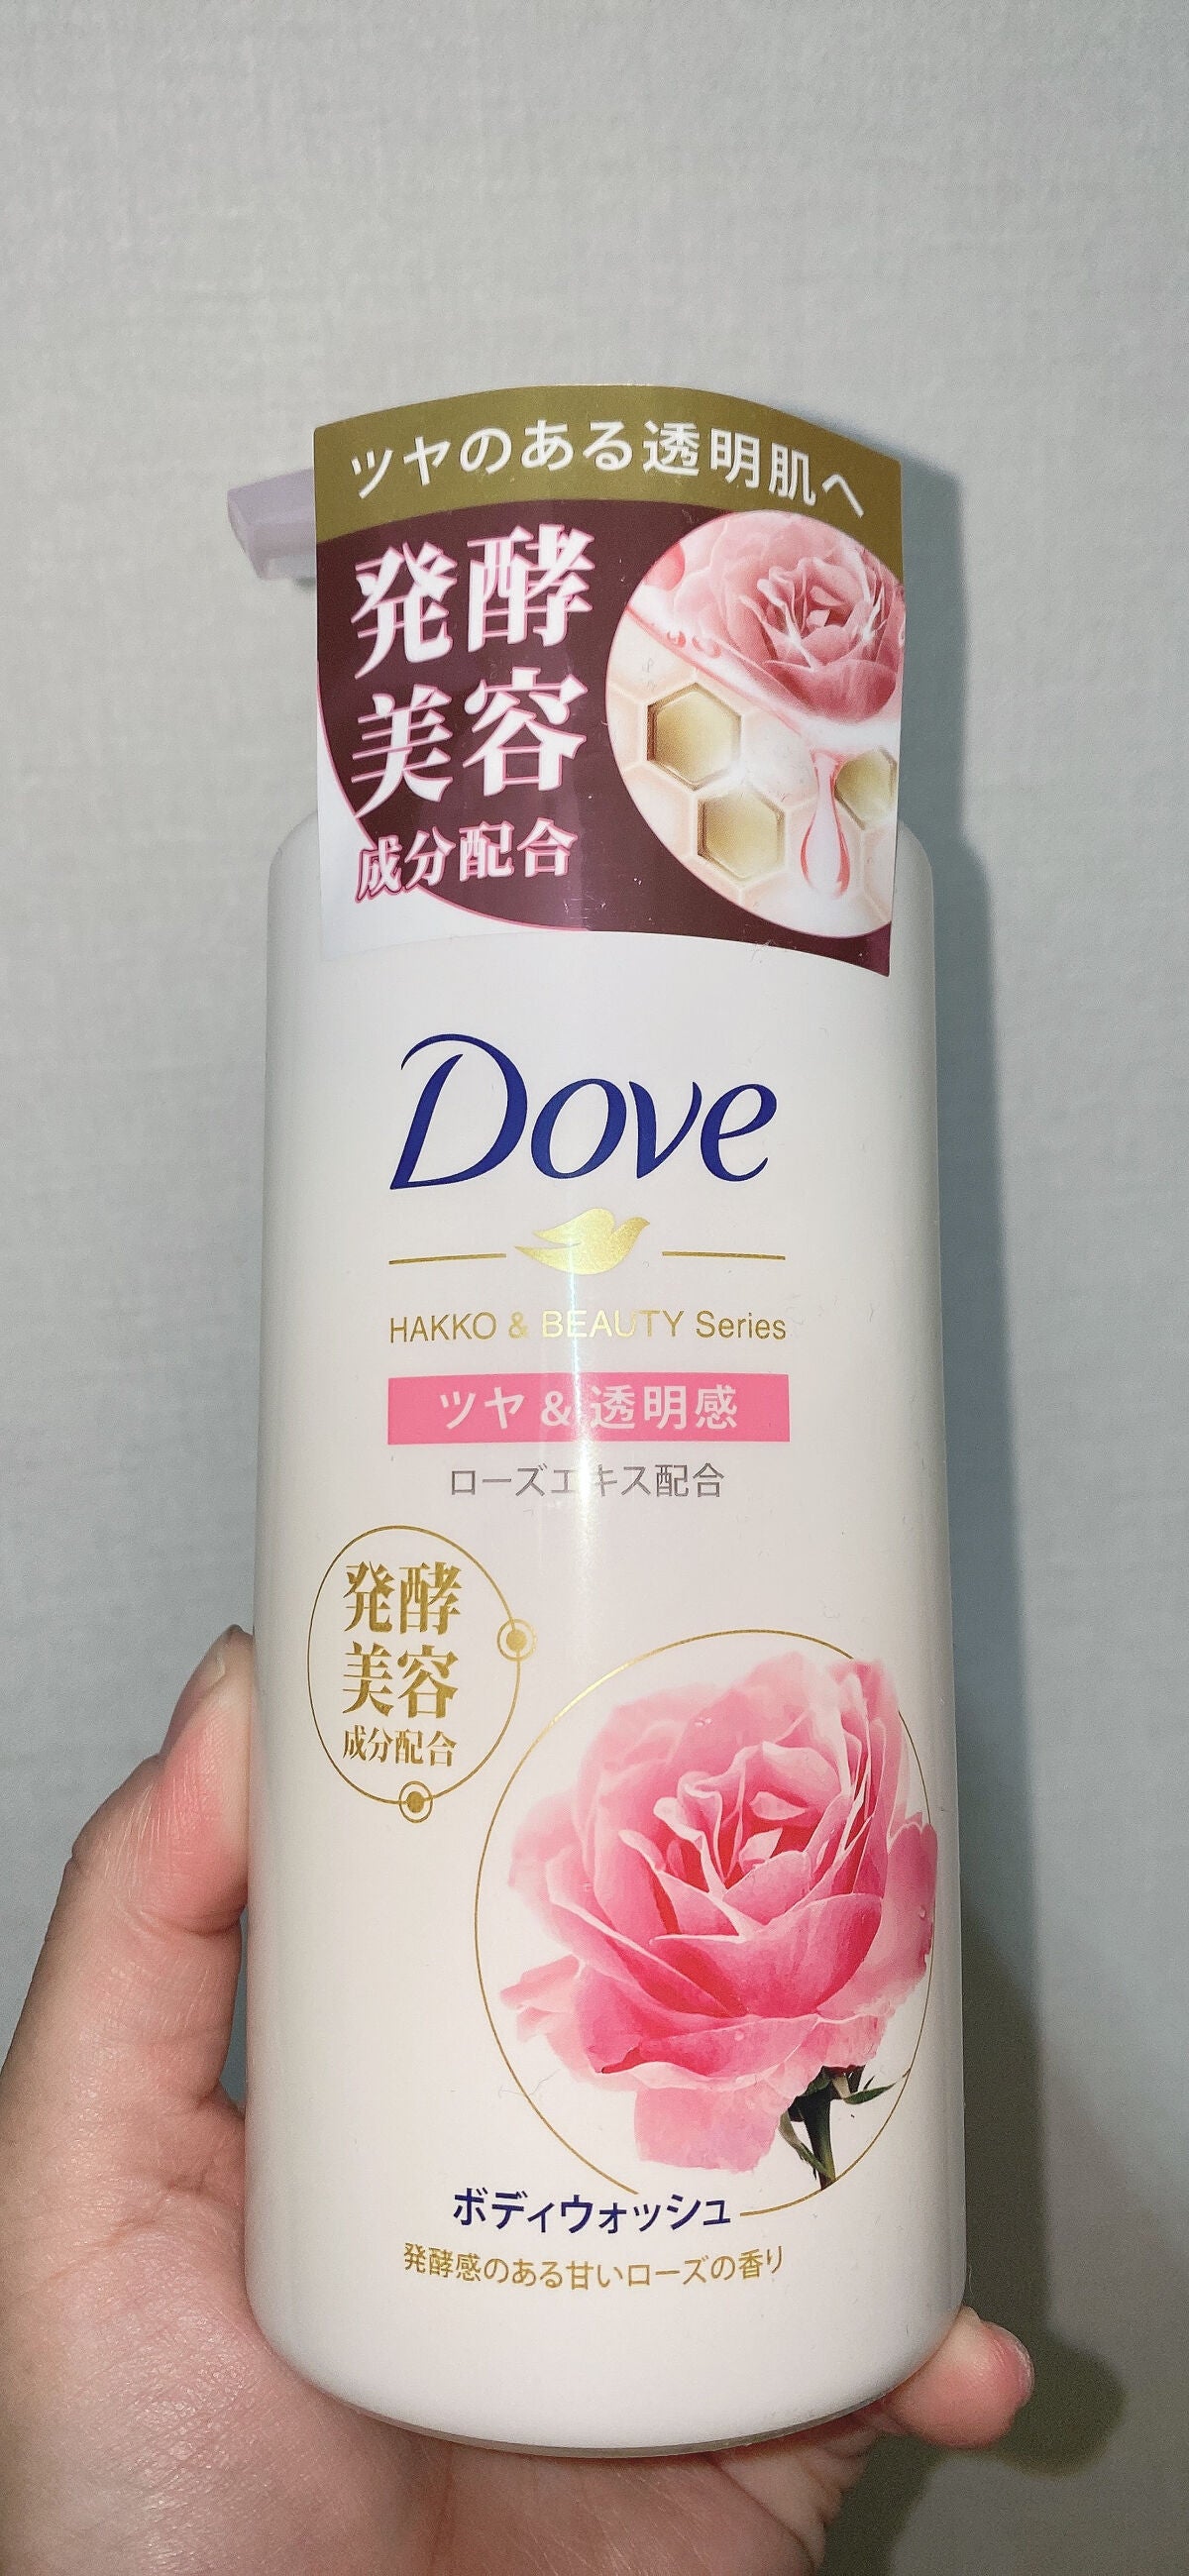 ツヤのある透明肌へ
発酵
美容
成分配合
Dove
HAKKO & BEAUTY Series
ツヤ & 透明感
ローズエキス配合
発酵
美容
成分配合
ボディウォッシュ
発酵感のある甘いローズの香り